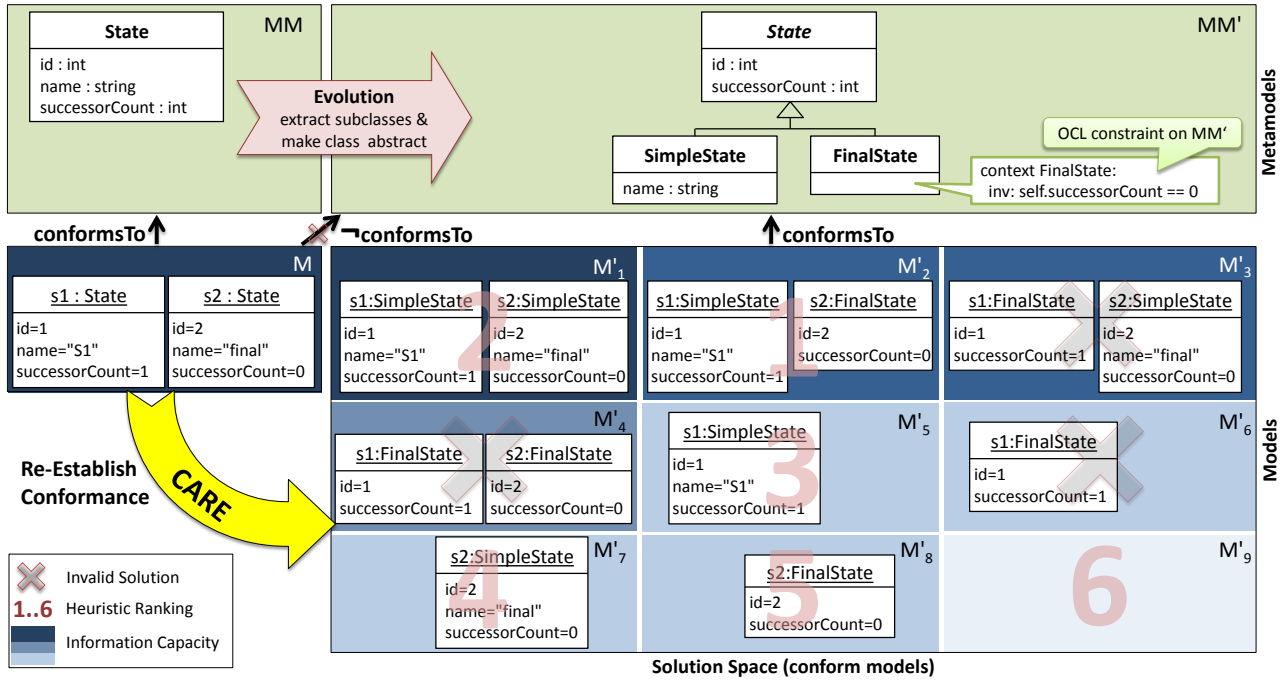 MM
State
id : int
name : string
successorCount : int
Evolution
extract subclasses &
make class abstract
MM'
State
id : int
successorCount : int
SimpleState
name : string
FinalState
OCL constraint on MM‘
context FinalState:
inv: self.successorCount == 0
Metamodels
conformsTo
¬conformsTo
conformsTo
M
s1 : State
id=1
name="S1"
successorCount=1
s2 : State
id=2
name="final"
successorCount=0
M'1
s1:SimpleState
id=1
name="S1"
successorCount=1
s2:SimpleState
id=2
name="final"
successorCount=0
2
M'2
s1:SimpleState
id=1
name="S1"
successorCount=1
s2:FinalState
id=2
successorCount=0
1
M'3
s1:FinalState
id=1
successorCount=1
s2:SimpleState
id=2
name="final"
successorCount=0
M'4
s1:FinalState
id=1
successorCount=1
s2:FinalState
id=2
successorCount=0
M'5
s1:SimpleState
id=1
name="S1"
successorCount=1
3
M'6
s1:FinalState
id=1
successorCount=1
Models
Re-Establish
Conformance
CARE
M'7
s2:SimpleState
id=2
name="final"
successorCount=0
4
M'8
s2:FinalState
id=2
successorCount=0
5
M'9
6
Invalid Solution
1..6 Heuristic Ranking
Information Capacity
Solution Space (conform models)